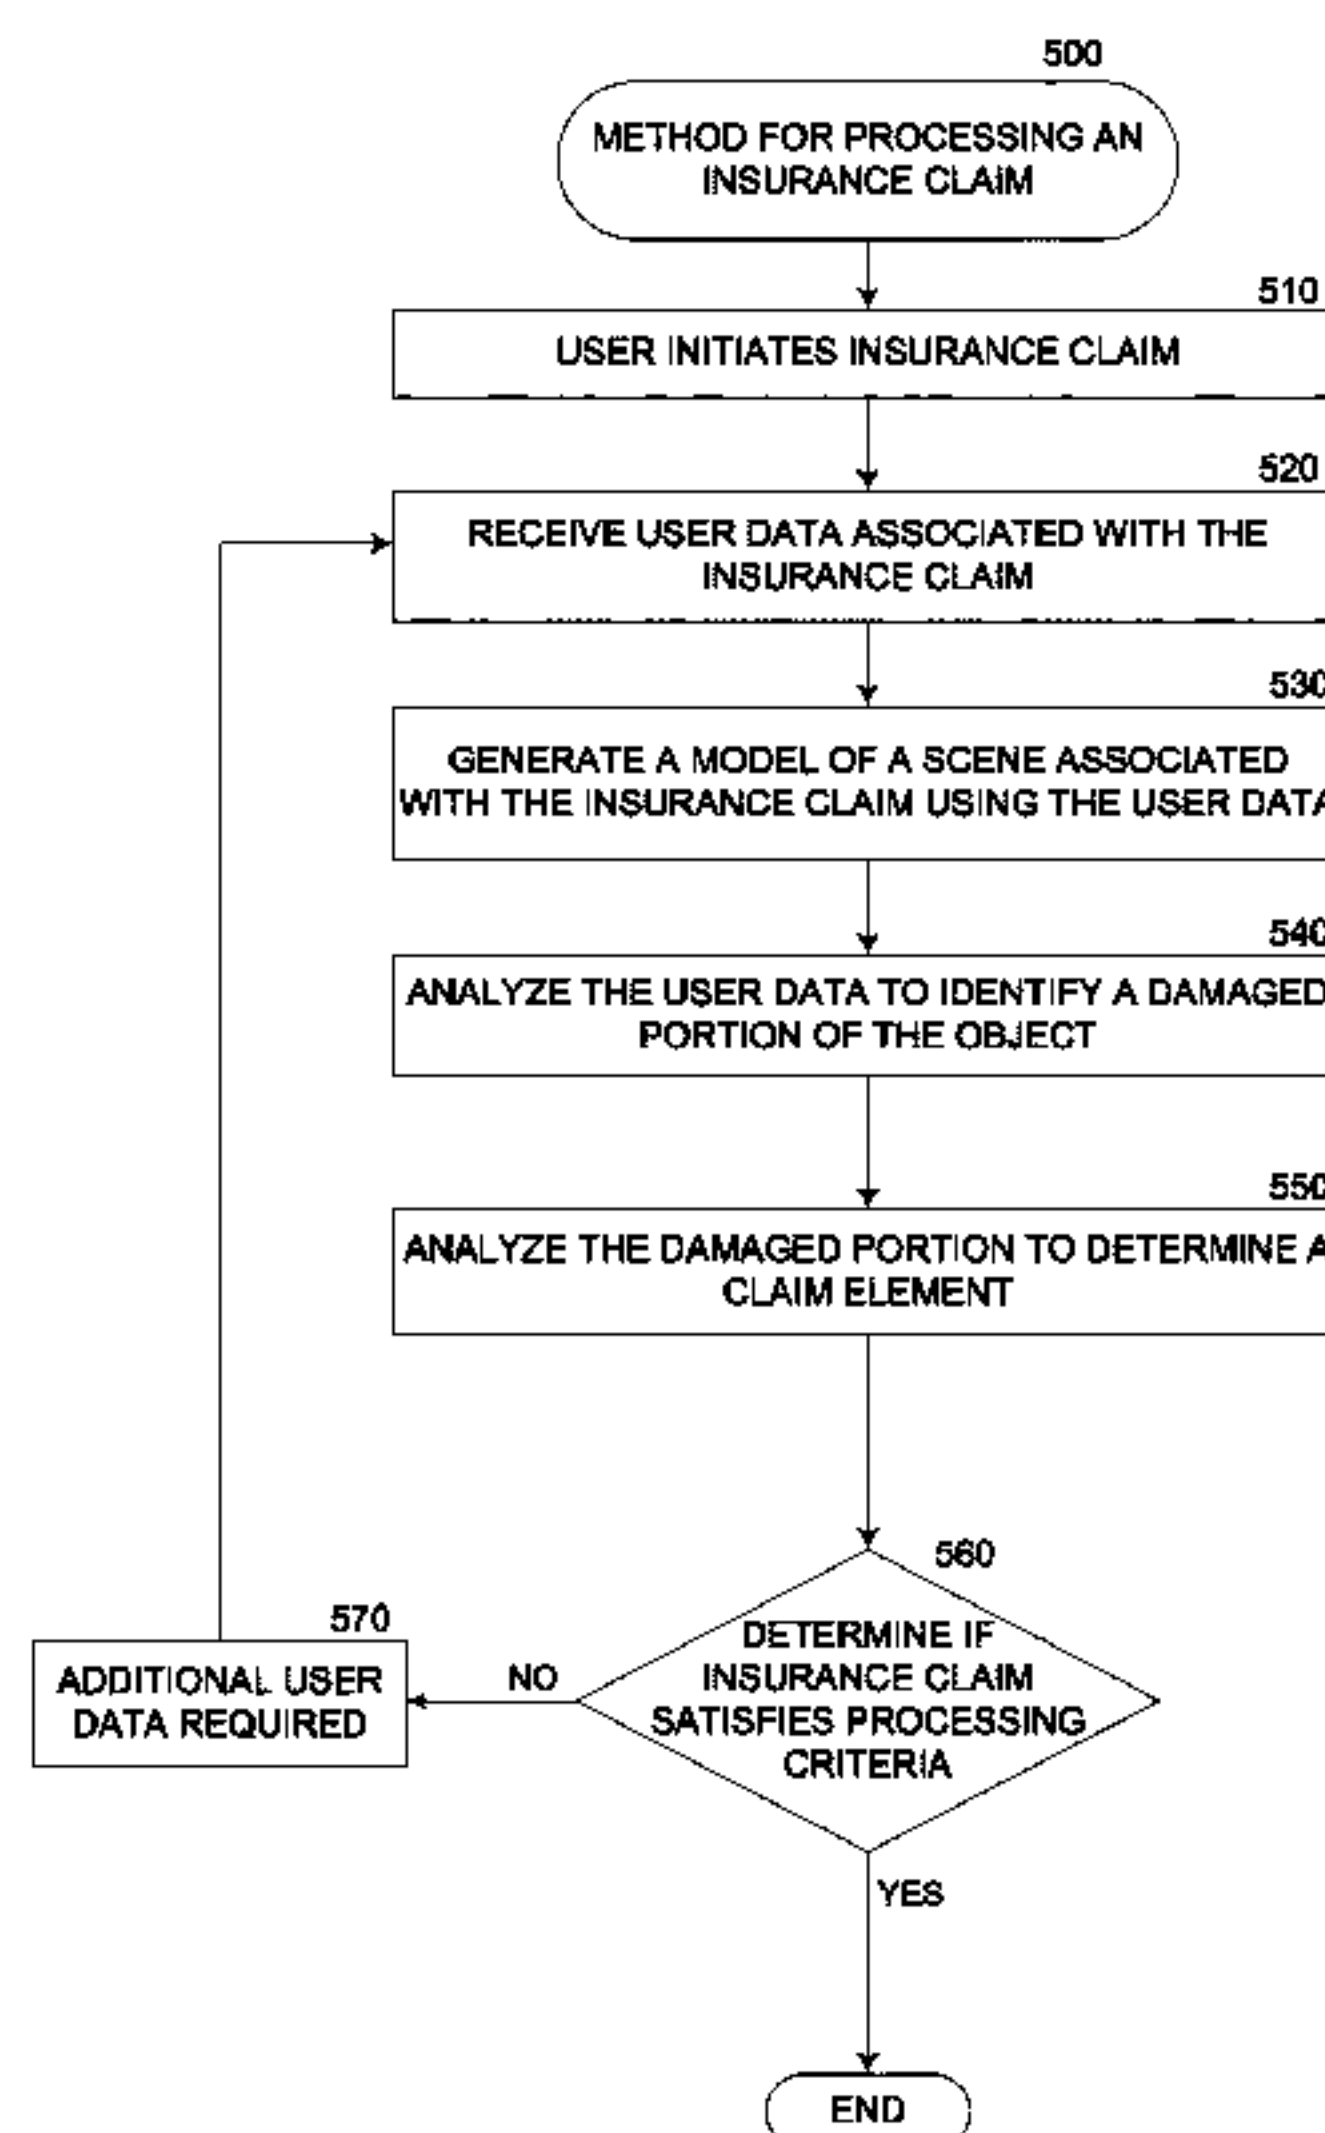 500
METHOD FOR PROCESSING AN
INSURANCE CLAIM
510
USER INITIATES INSURANCE CLAIM
520
RECEIVE USER DATA ASSOCIATED WITH THE
INSURANCE CLAIM
530
GENERATE A MODEL OF A SCENE ASSOCIATED
WITH THE INSURANCE CLAIM USING THE USER DATA
540
ANALYZE THE USER DATA TO IDENTIFY A DAMAGED
PORTION OF THE OBJECT
550
ANALYZE THE DAMAGED PORTION TO DETERMINE A
CLAIM ELEMENT
560
DETERMINE IF
INSURANCE CLAIM
SATISFIES PROCESSING
CRITERIA
NO
570
ADDITIONAL USER
DATA REQUIRED
YES
END